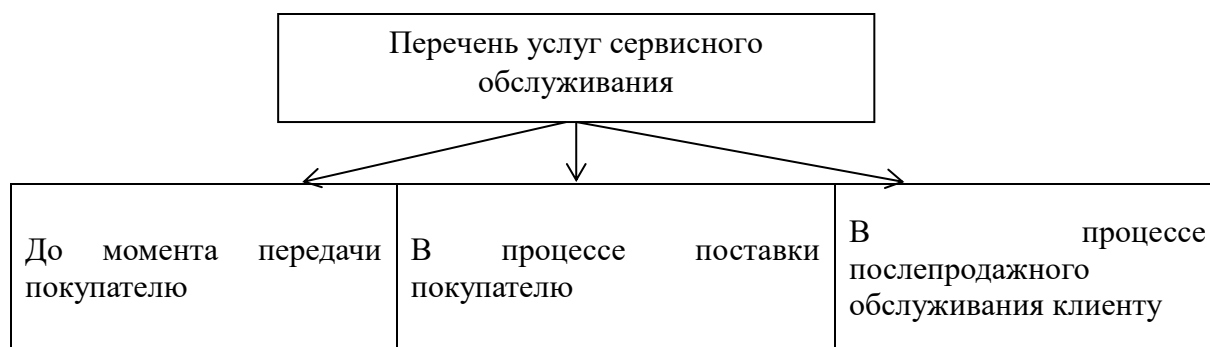 Перечень услуг сервисного
обслуживания
До момента передачи
покупателю
В процессе поставки
покупателю
В процессе
послепродажного
обслуживания клиенту